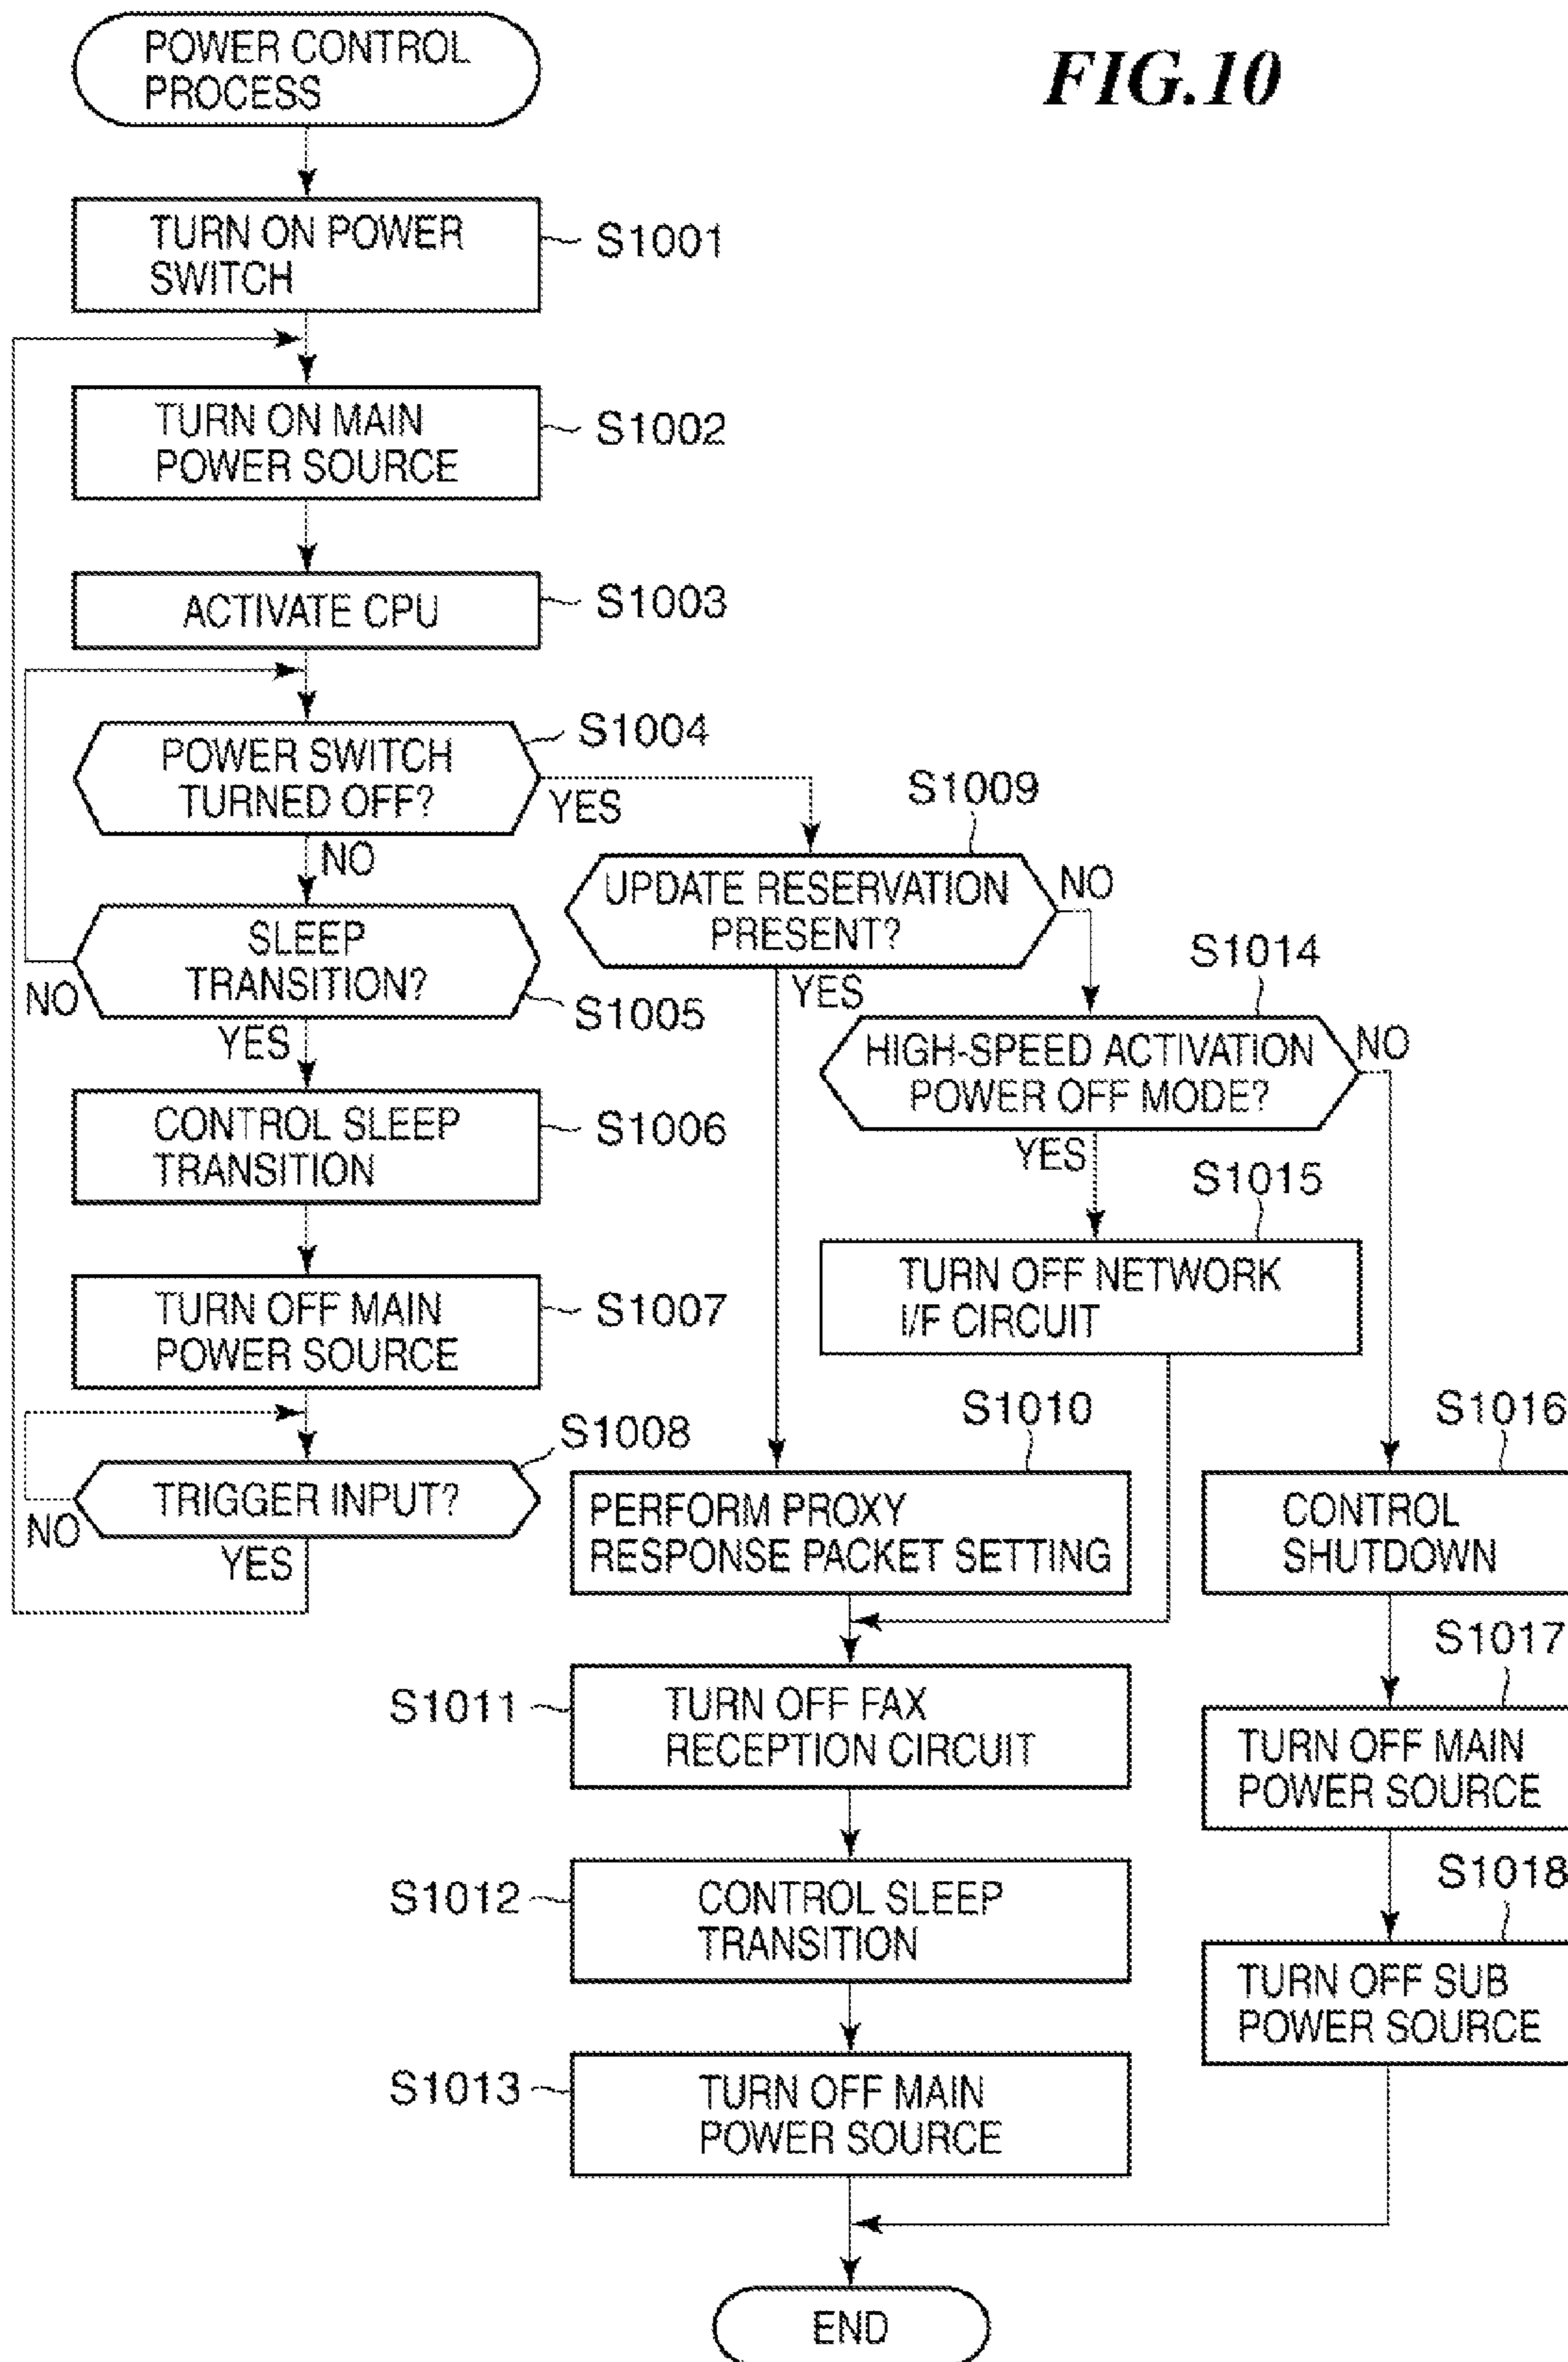 FIG.10
POWER CONTROL
PROCESS
TURN ON POWER
SWITCH
S1001
TURN ON MAIN
POWER SOURCE
S1002
ACTIVATE CPU
S1003
POWER SWITCH
TURNED OFF?
S1004
YES
NO
SLEEP
TRANSITION?
S1005
NO
YES
CONTROL SLEEP
TRANSITION
S1006
TURN OFF MAIN
POWER SOURCE
S1007
TRIGGER INPUT?
S1008
NO
YES
S1009
UPDATE RESERVATION
PRESENT?
NO
YES
S1014
HIGH-SPEED ACTIVATION
POWER OFF MODE?
NO
YES
S1015
TURN OFF NETWORK
I/F CIRCUIT
S1010
PERFORM PROXY
RESPONSE PACKET SETTING
S1011
TURN OFF FAX
RECEPTION CIRCUIT
S1012
CONTROL SLEEP
TRANSITION
S1013
TURN OFF MAIN
POWER SOURCE
S1016
CONTROL
SHUTDOWN
S1017
TURN OFF MAIN
POWER SOURCE
S1018
TURN OFF SUB
POWER SOURCE
END